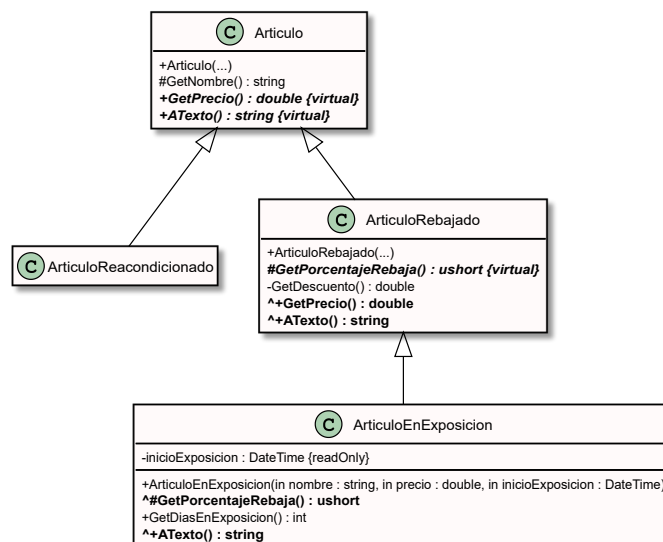 C Articulo
+Articulo(...)
#GetNombre() : string
+GetPrecio() : double {virtual}
+ATexto() : string {virtual}
C ArticuloReacondicionado
C ArticuloRebajado
+ArticuloRebajado(...)
#GetPorcentajeRebaja() : ushort {virtual}
-GetDescuento() : double
^+GetPrecio() : double
^+ATexto() : string
C ArticuloEnExposicion
-inicioExposicion : DateTime {readOnly}
+ArticuloEnExposicion(in nombre : string, in precio : double, in inicioExposicion : DateTime)
^#GetPorcentajeRebaja() : ushort
+GetDiasEnExposicion() : int
^+ATexto() : string